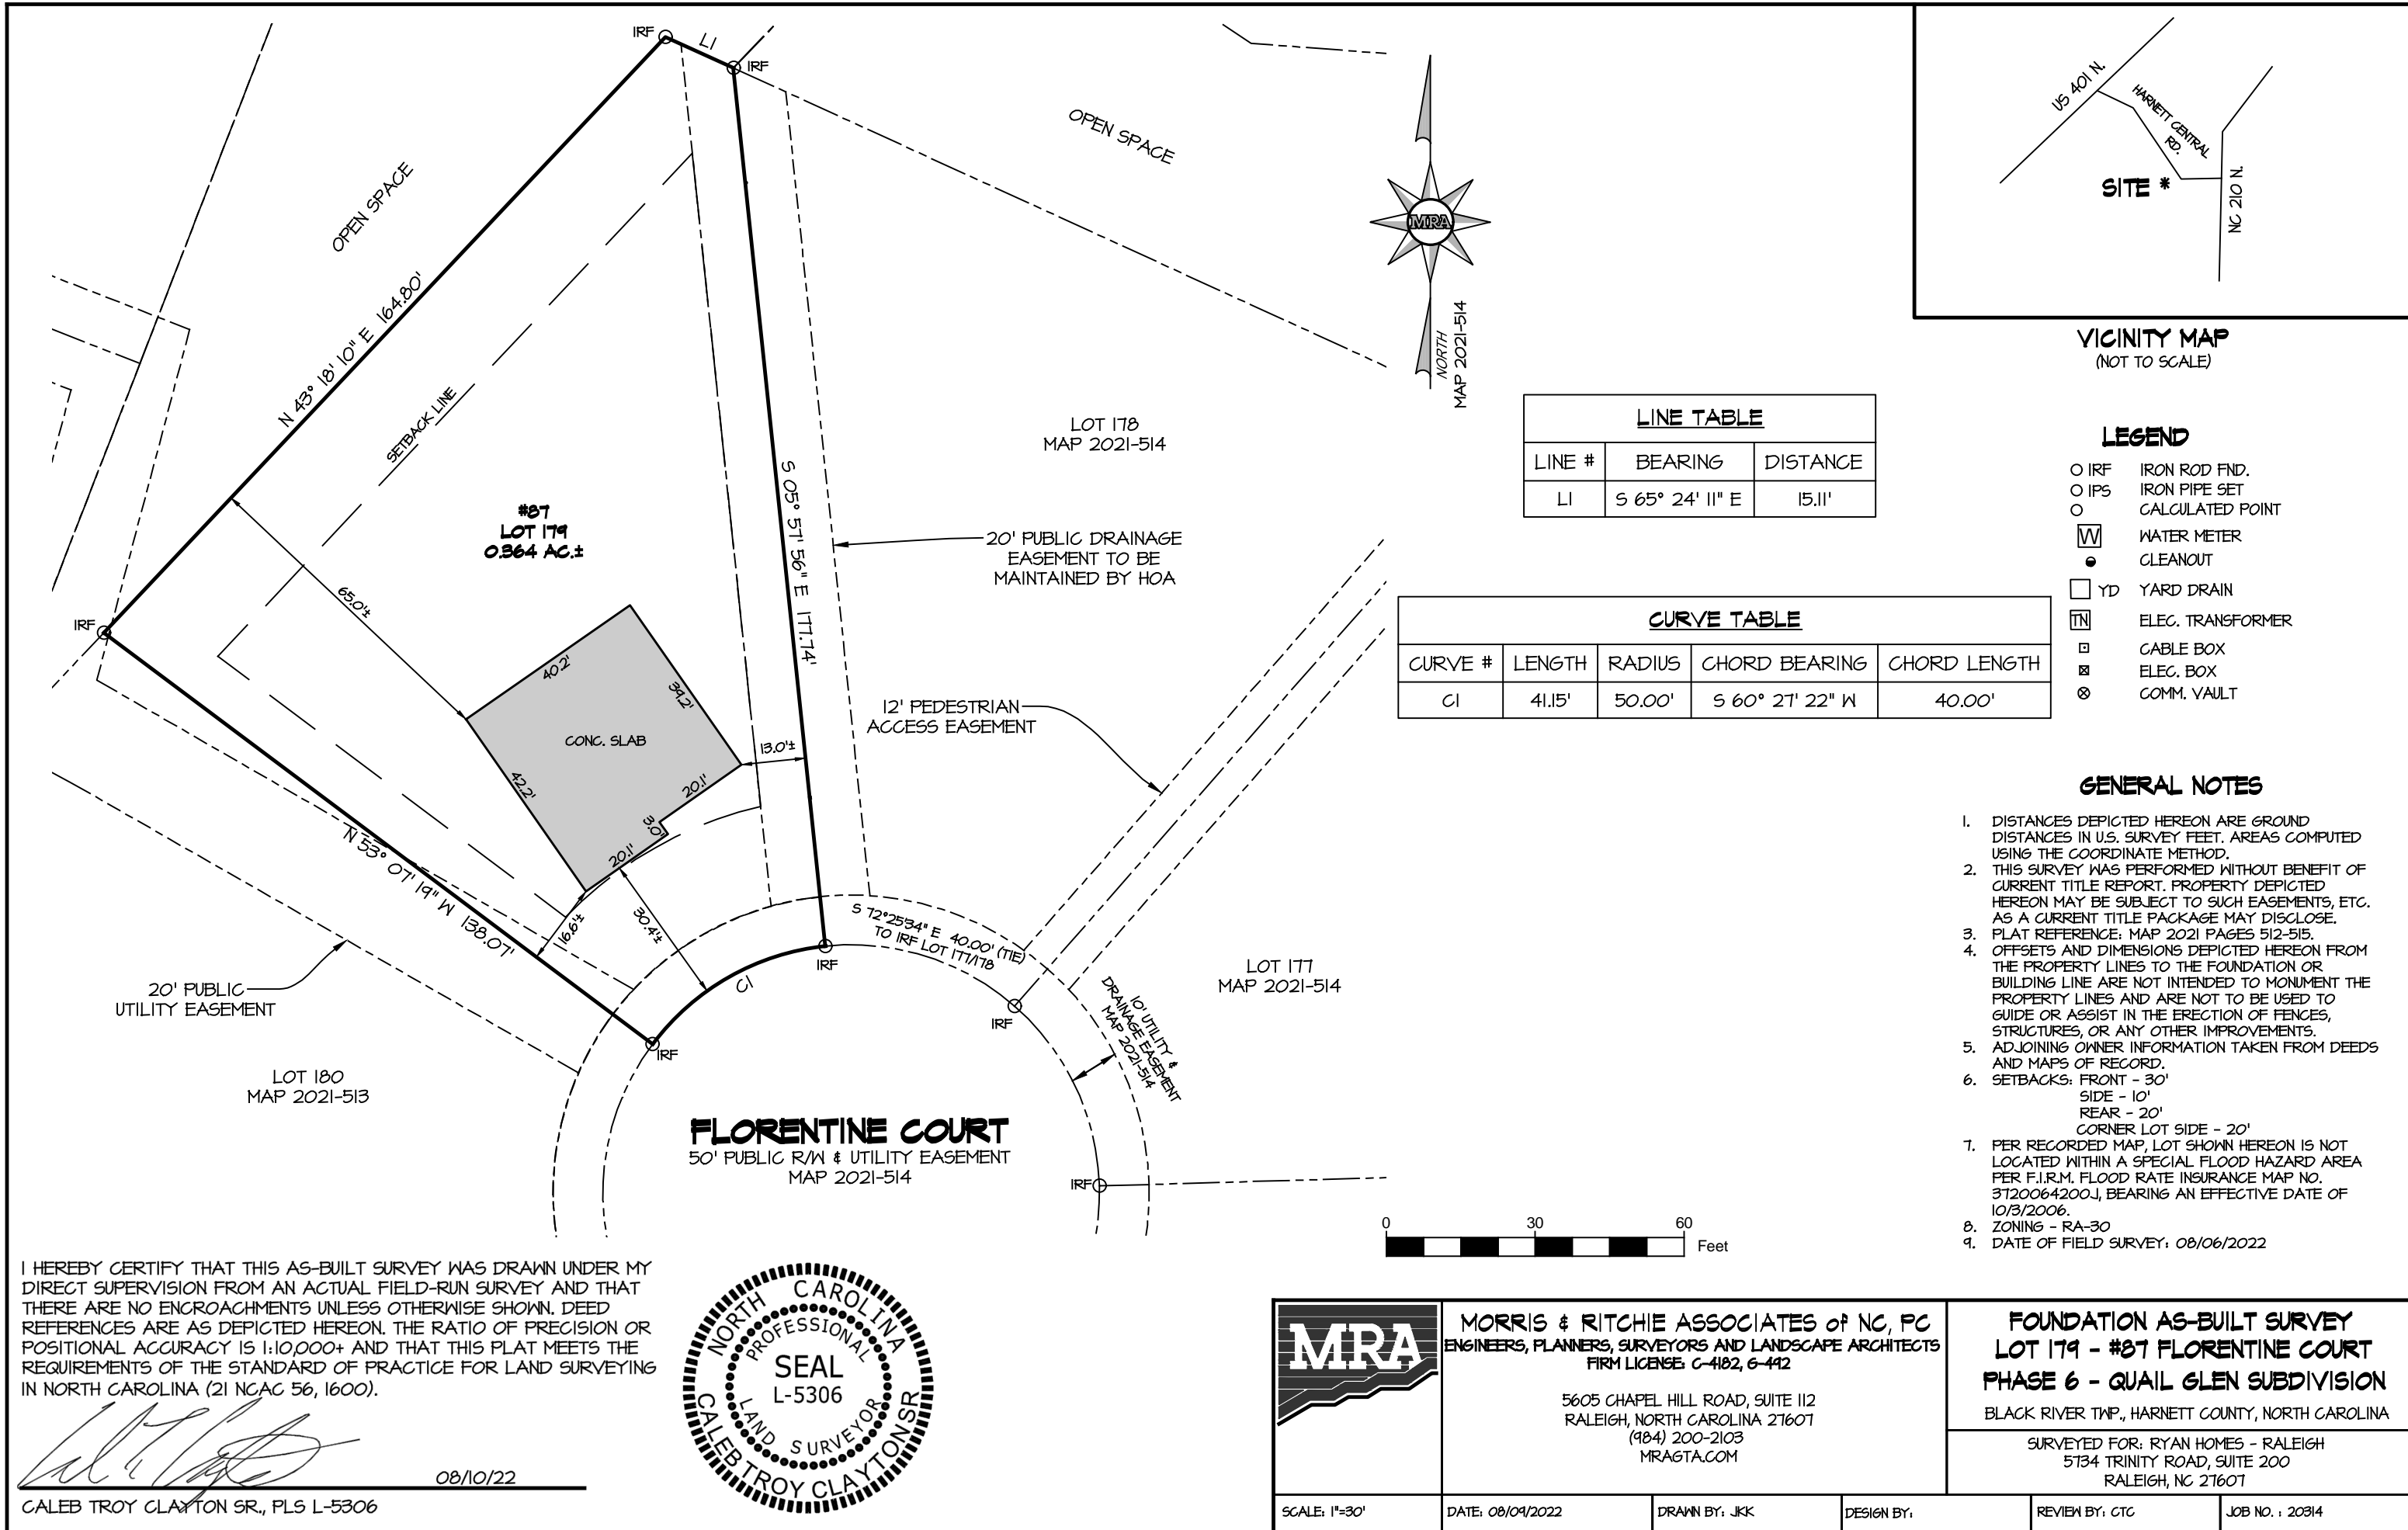 IRF
L1
IRF
OPEN SPACE
OPEN SPACE
N 43° 18' 10" E 164.80'
SETBACK LINE
#87
LOT 179
0.364 AC.±
S 05° 57' 56" E 177.74'
LOT 178
MAP 2021-514
20' PUBLIC DRAINAGE
EASEMENT TO BE
MAINTAINED BY HOA
65.0'±
IRF
40.2'
39.2'
CONC. SLAB
42.2'
13.0'±
20.1'
3.0'
20.1'
12' PEDESTRIAN
ACCESS EASEMENT
N 53° 07' 19" W 138.07'
16.6'±
30.4'±
S 72°25'34" E 40.00' (TIE)
TO IRF LOT 177/178
C1
IRF
IRF
IRF
LOT 177
MAP 2021-514
10' UTILITY &
DRAINAGE EASEMENT
MAP 2021-514
20' PUBLIC
UTILITY EASEMENT
LOT 180
MAP 2021-513
FLORENTINE COURT
50' PUBLIC R/W & UTILITY EASEMENT
MAP 2021-514
IRF
MRA
NORTH
MAP 2021-514
US 401 N.
HARNETT CENTRAL
RD.
SITE *
NC 210 N.
VICINITY MAP
(NOT TO SCALE)
LINE TABLE
LINE # BEARING DISTANCE
L1 S 65° 24' 11" E 15.11'
CURVE TABLE
CURVE # LENGTH RADIUS CHORD BEARING CHORD LENGTH
C1 41.15' 50.00' S 60° 27' 22" W 40.00'
LEGEND
IRF IRON ROD FND.
IPS IRON PIPE SET
CALCULATED POINT
W WATER METER
CLEANOUT
YD YARD DRAIN
TN ELEC. TRANSFORMER
CABLE BOX
ELEC. BOX
COMM. VAULT
GENERAL NOTES
1. DISTANCES DEPICTED HEREON ARE GROUND
DISTANCES IN U.S. SURVEY FEET. AREAS COMPUTED
USING THE COORDINATE METHOD.
2. THIS SURVEY WAS PERFORMED WITHOUT BENEFIT OF
CURRENT TITLE REPORT. PROPERTY DEPICTED
HEREON MAY BE SUBJECT TO SUCH EASEMENTS, ETC.
AS A CURRENT TITLE PACKAGE MAY DISCLOSE.
3. PLAT REFERENCE: MAP 2021 PAGES 512-515.
4. OFFSETS AND DIMENSIONS DEPICTED HEREON FROM
THE PROPERTY LINES TO THE FOUNDATION OR
BUILDING LINE ARE NOT INTENDED TO MONUMENT THE
PROPERTY LINES AND ARE NOT TO BE USED TO
GUIDE OR ASSIST IN THE ERECTION OF FENCES,
STRUCTURES, OR ANY OTHER IMPROVEMENTS.
5. ADJOINING OWNER INFORMATION TAKEN FROM DEEDS
AND MAPS OF RECORD.
6. SETBACKS: FRONT - 30'
SIDE - 10'
REAR - 20'
CORNER LOT SIDE - 20'
7. PER RECORDED MAP, LOT SHOWN HEREON IS NOT
LOCATED WITHIN A SPECIAL FLOOD HAZARD AREA
PER F.I.R.M. FLOOD RATE INSURANCE MAP NO.
3720064200J, BEARING AN EFFECTIVE DATE OF
10/3/2006.
8. ZONING - RA-30
9. DATE OF FIELD SURVEY: 08/06/2022
0 30 60
Feet
I HEREBY CERTIFY THAT THIS AS-BUILT SURVEY WAS DRAWN UNDER MY
DIRECT SUPERVISION FROM AN ACTUAL FIELD-RUN SURVEY AND THAT
THERE ARE NO ENCROACHMENTS UNLESS OTHERWISE SHOWN. DEED
REFERENCES ARE AS DEPICTED HEREON. THE RATIO OF PRECISION OR
POSITIONAL ACCURACY IS 1:10,000+ AND THAT THIS PLAT MEETS THE
REQUIREMENTS OF THE STANDARD OF PRACTICE FOR LAND SURVEYING
IN NORTH CAROLINA (21 NCAC 56, 1600).
08/10/22
CALEB TROY CLAYTON SR., PLS L-5306
NORTH CAROLINA
PROFESSIONAL
SEAL
L-5306
LAND SURVEYOR
CALEB TROY CLAYTON SR
MRA
MORRIS & RITCHIE ASSOCIATES of NC, PC
ENGINEERS, PLANNERS, SURVEYORS AND LANDSCAPE ARCHITECTS
FIRM LICENSE: C-4182, G-492
5605 CHAPEL HILL ROAD, SUITE 112
RALEIGH, NORTH CAROLINA 27607
(984) 200-2103
MRAGTA.COM
FOUNDATION AS-BUILT SURVEY
LOT 179 - #87 FLORENTINE COURT
PHASE 6 - QUAIL GLEN SUBDIVISION
BLACK RIVER TWP., HARNETT COUNTY, NORTH CAROLINA
SURVEYED FOR: RYAN HOMES - RALEIGH
5734 TRINITY ROAD, SUITE 200
RALEIGH, NC 27607
SCALE: 1"=30' DATE: 08/09/2022 DRAWN BY: JKK DESIGN BY: REVIEW BY: CTC JOB NO. : 20314